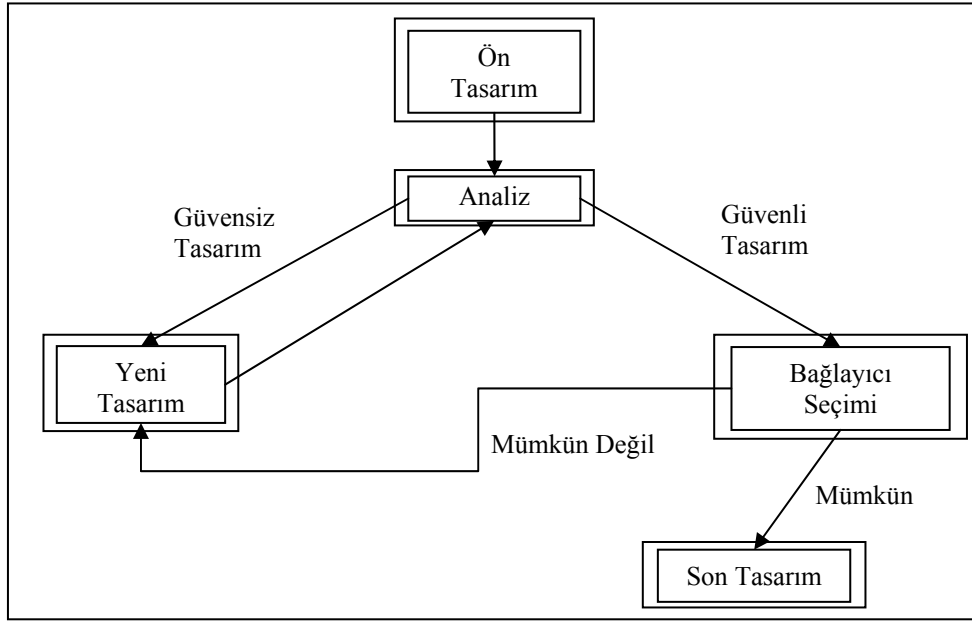 Ön
Tasarım
Analiz
Güvensiz
Tasarım
Güvenli
Tasarım
Yeni
Tasarım
Bağlayıcı
Seçimi
Mümkün Değil
Mümkün
Son Tasarım